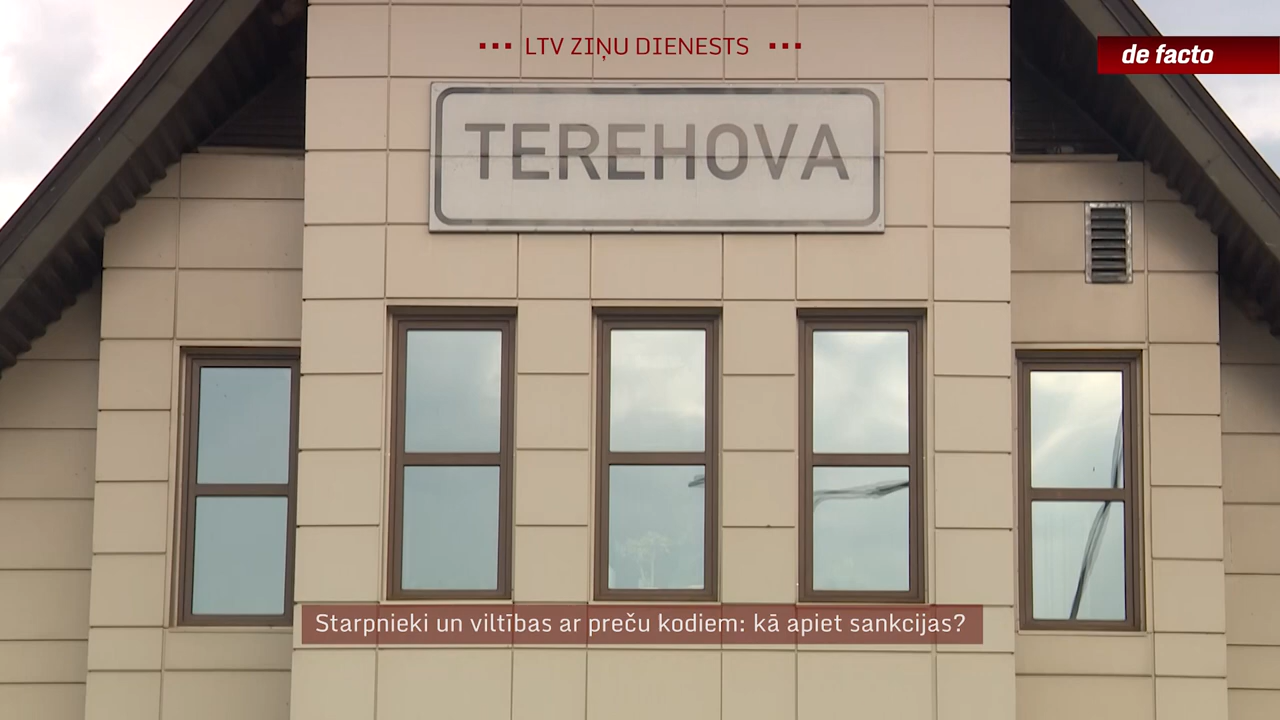 LTV ZIŅU DIENESTS
de facto
TEREHOVA
Starpnieki un viltības ar preču kodiem: kā apiet sankcijas?